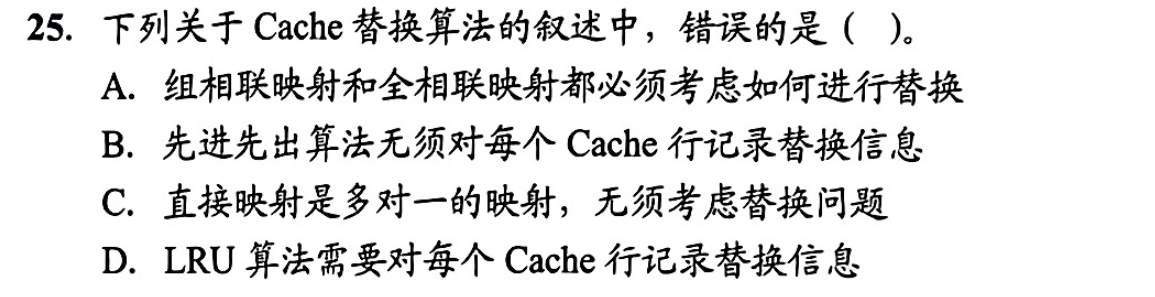 25. 下列关于 Cache 替换算法的叙述中，错误的是（ ）。
A. 组相联映射和全相联映射都必须考虑如何进行替换
B. 先进先出算法无须对每个 Cache 行记录替换信息
C. 直接映射是多对一的映射，无须考虑替换问题
D. LRU 算法需要对每个 Cache 行记录替换信息